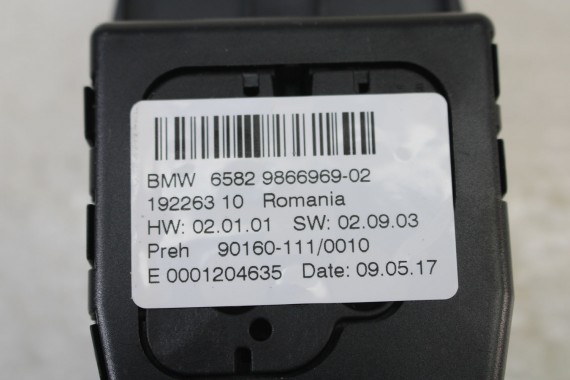 BMW 6582 9866969-02
192263 10 Romania
HW: 02.01.01 SW: 02.09.03
Preh 90160-111/0010
E 0001204635 Date: 09.05.17